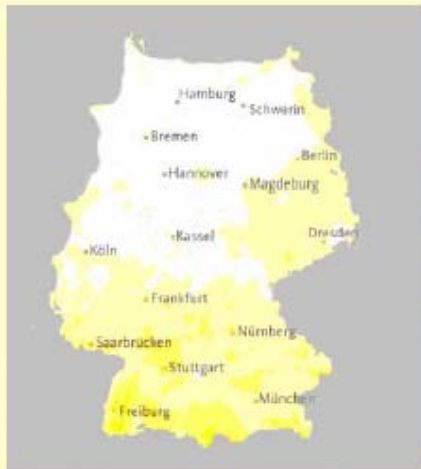 Hamburg
Schwerin
Bremen
Berlin
Hannover
Magdeburg
Dresden
Kassel
Köln
Frankfurt
Nürnberg
Saarbrücken
Stuttgart
München
Freiburg